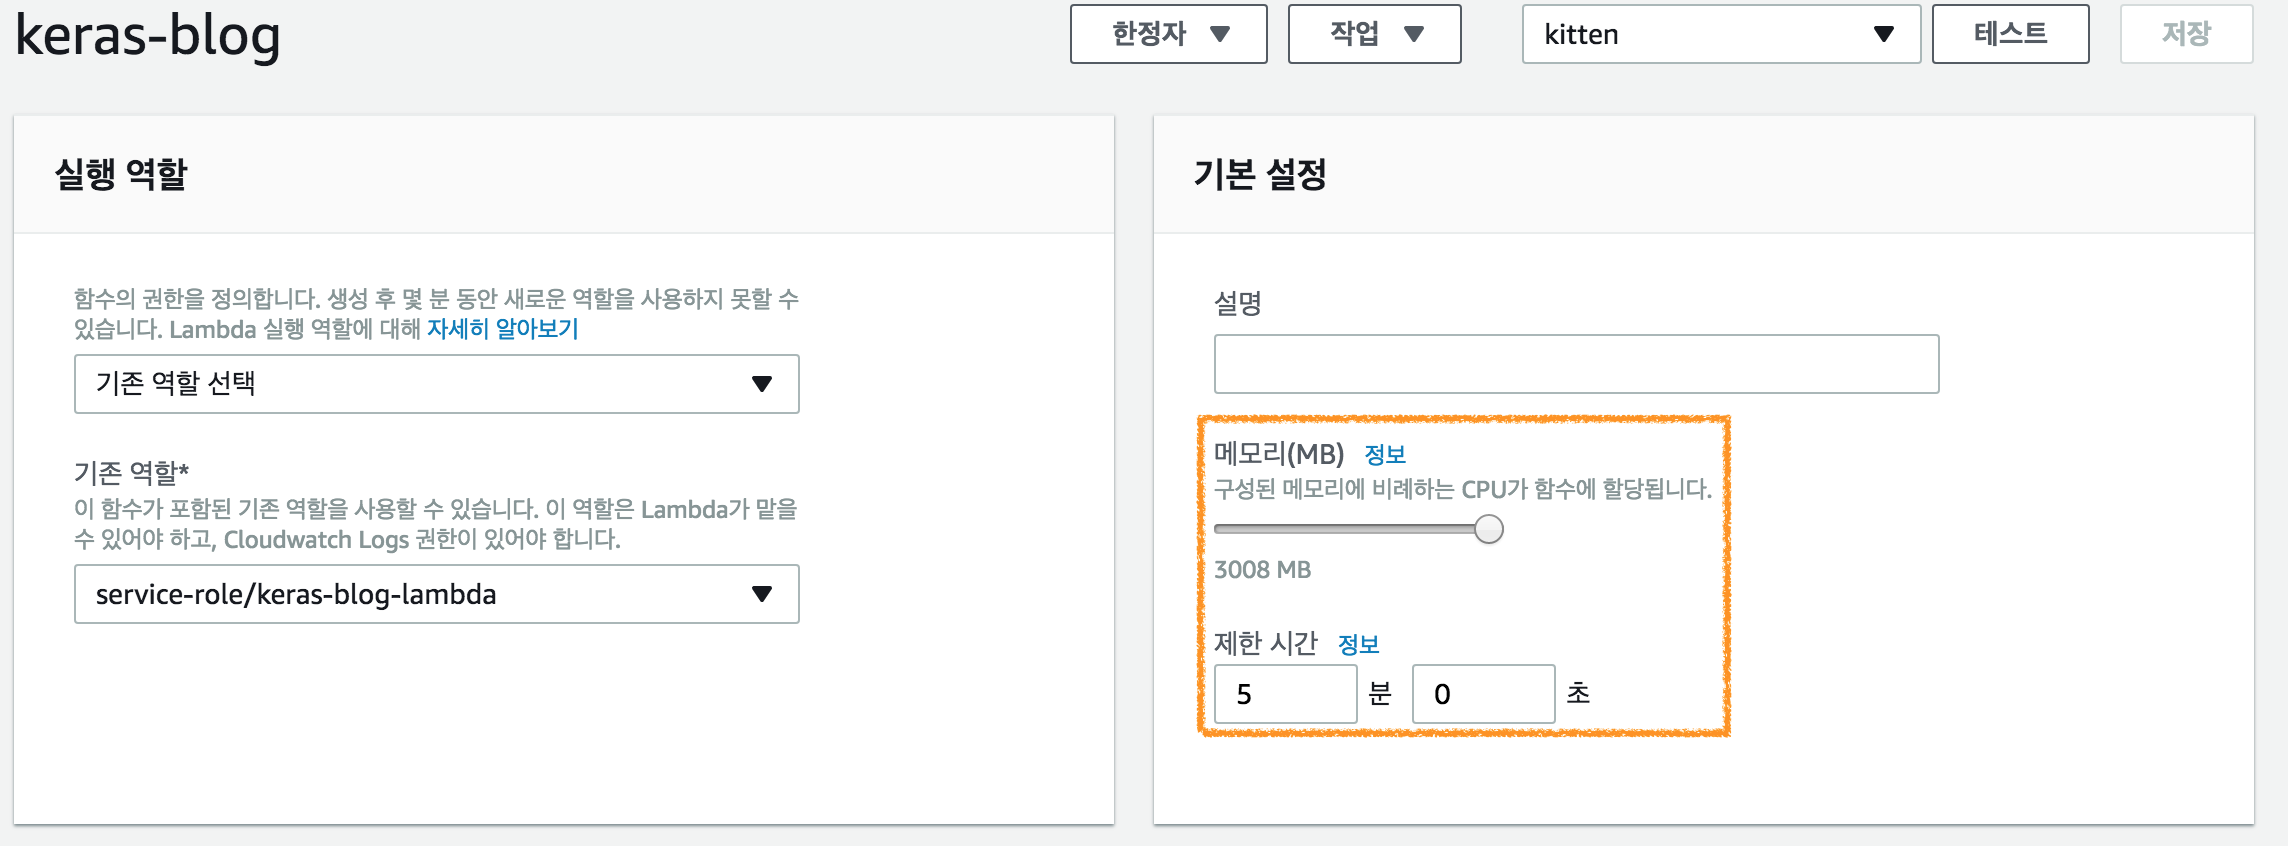 keras-blog
한정자
작업
kitten
테스트
저장
실행 역할
함수의 권한을 정의합니다. 생성 후 몇 분 동안 새로운 역할을 사용하지 못할 수
있습니다. Lambda 실행 역할에 대해 자세히 알아보기
기존 역할 선택
기존 역할*
이 함수가 포함된 기존 역할을 사용할 수 있습니다. 이 역할은 Lambda가 맡을
수 있어야 하고, Cloudwatch Logs 권한이 있어야 합니다.
service-role/keras-blog-lambda
기본 설정
설명
메모리(MB) 정보
구성된 메모리에 비례하는 CPU가 함수에 할당됩니다.
3008 MB
제한 시간 정보
5 분 0 초